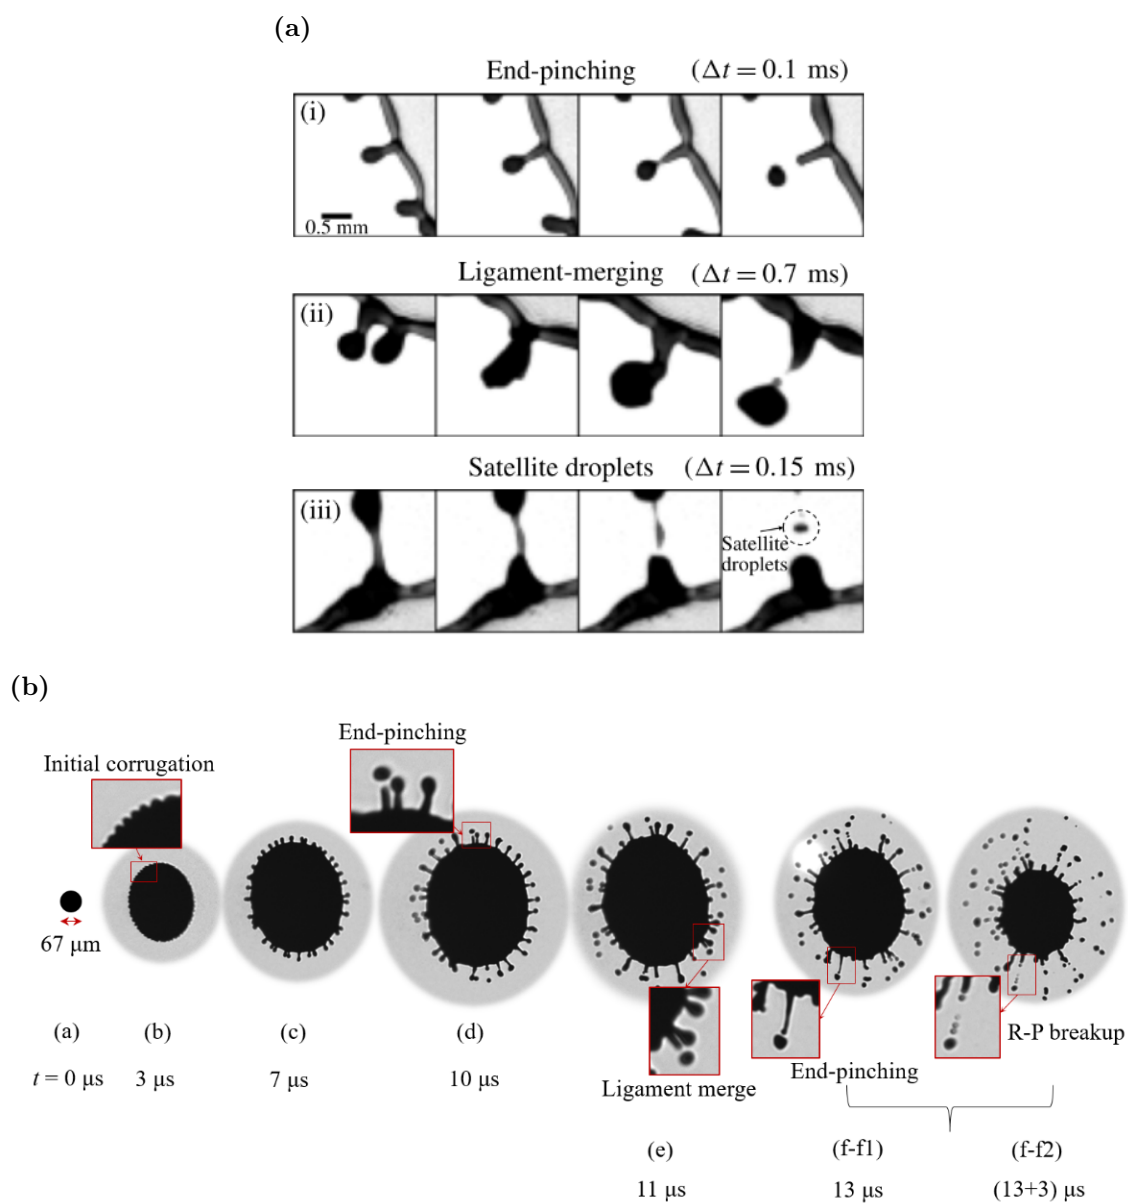 (a)
End-pinching (Δt = 0.1 ms)
(i)
0.5 mm
Ligament-merging (Δt = 0.7 ms)
(ii)
Satellite droplets (Δt = 0.15 ms)
(iii)
Satellite
droplets
(b)
End-pinching
Initial corrugation
67 μm
R-P breakup
End-pinching
Ligament merge
(a) (b) (c) (d)
t = 0 μs 3 μs 7 μs 10 μs
(e) (f-f1) (f-f2)
11 μs 13 μs (13+3) μs